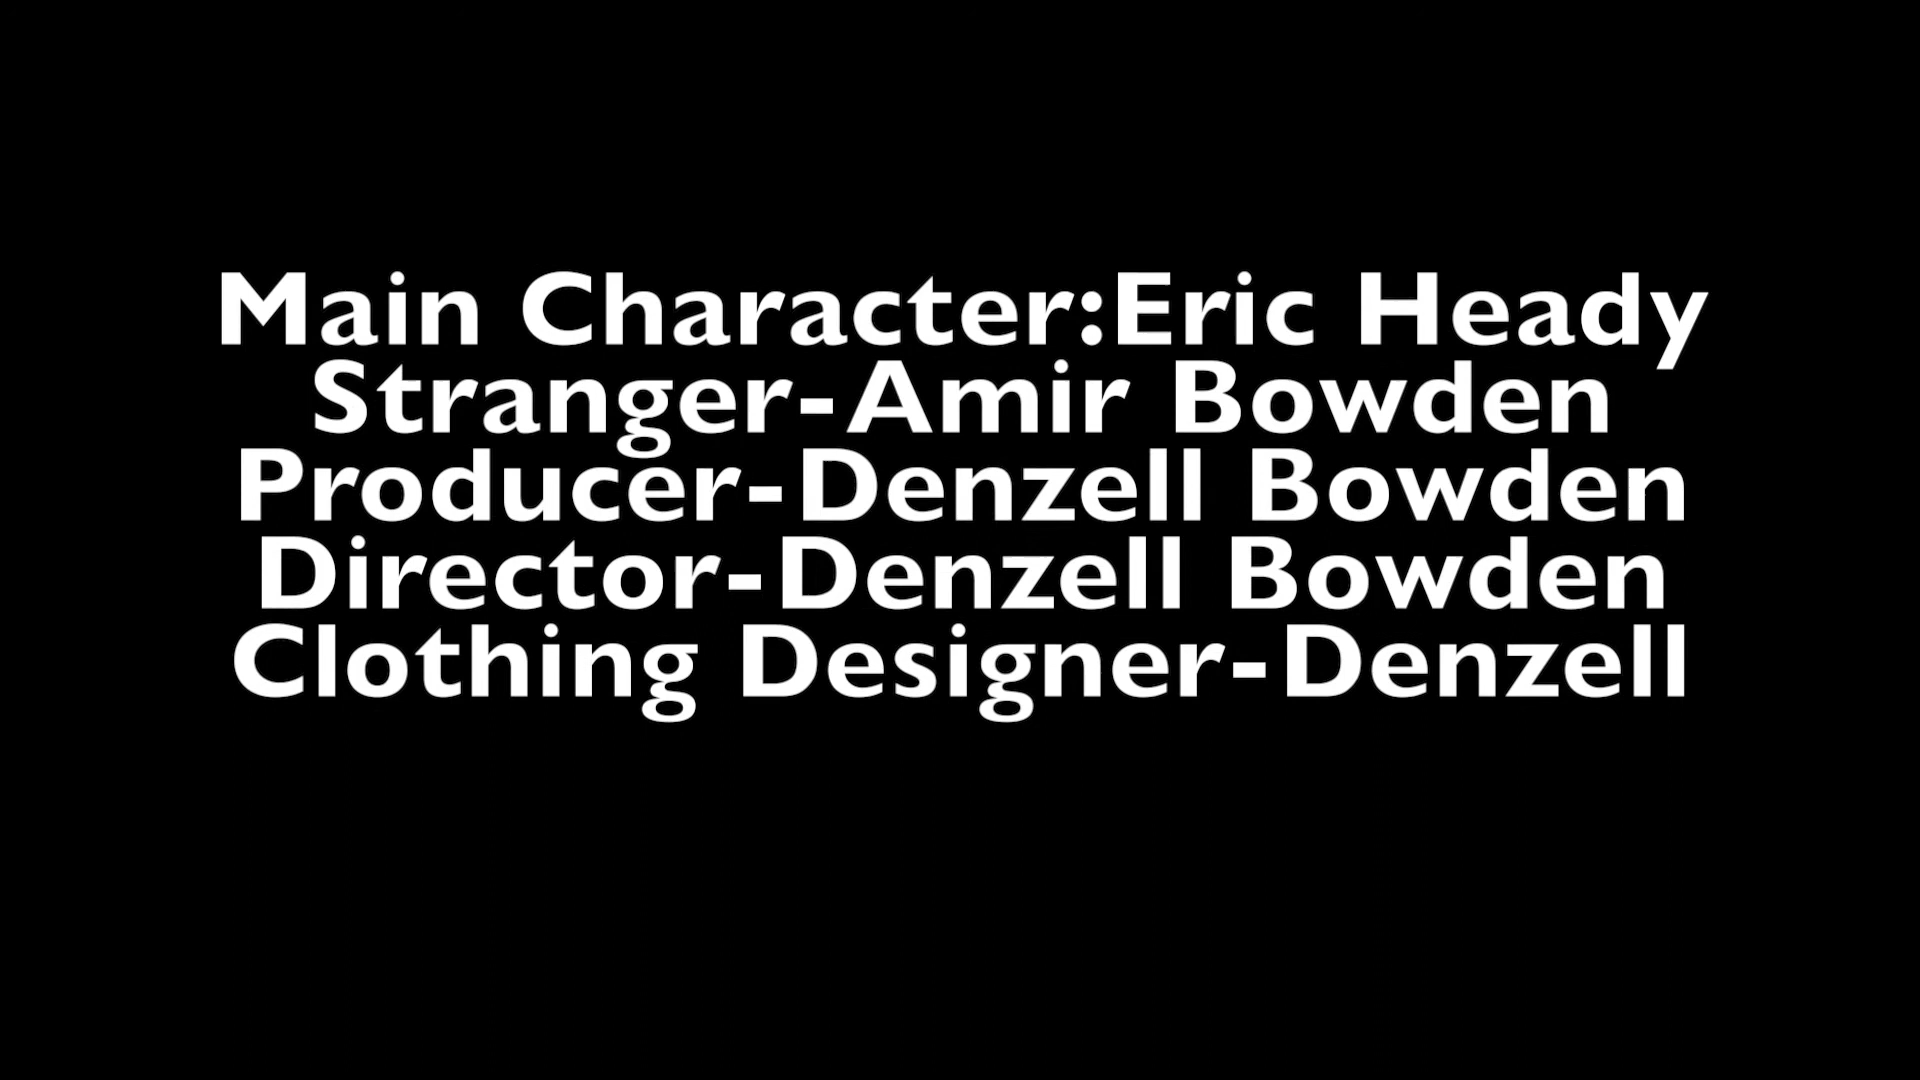 Main Character:Eric Heady
Stranger-Amir Bowden
Producer-Denzell Bowden
Director-Denzell Bowden
Clothing Designer-Denzell